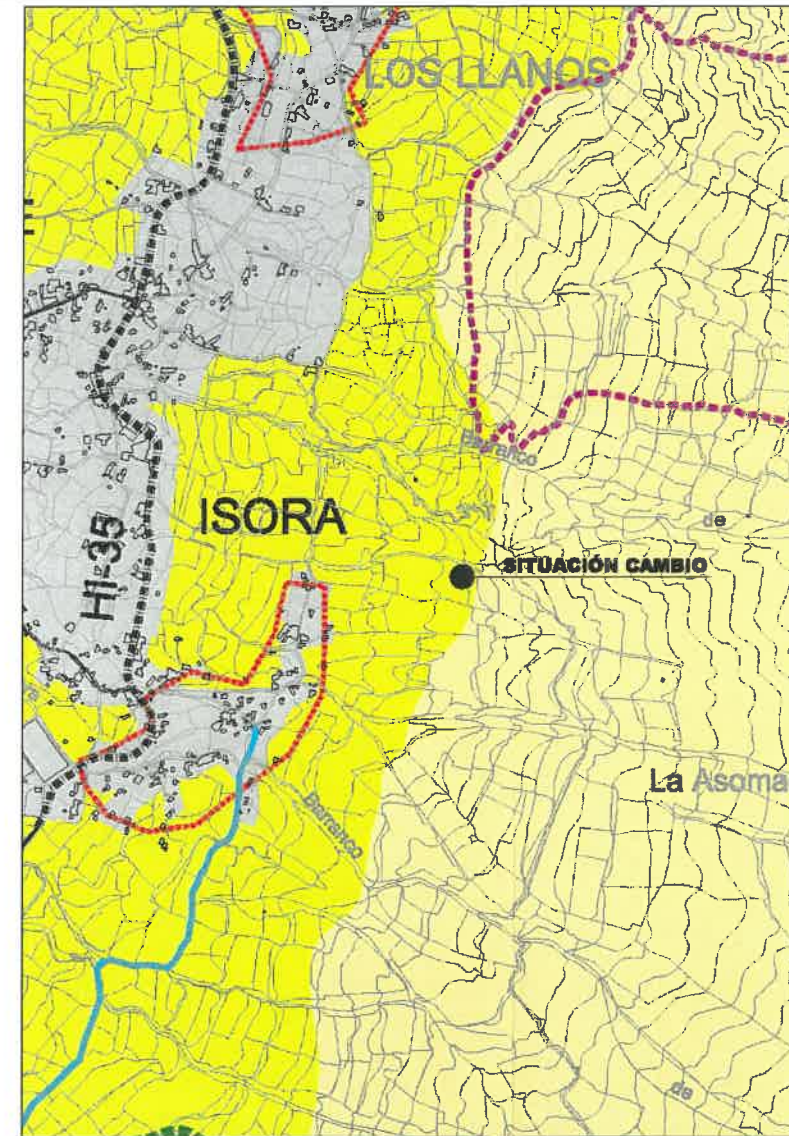 LOS LLANOS
Barranco
ISORA
de
SITUACIÓN CAMBIO
HI-35
La Asoma
Barranco
de